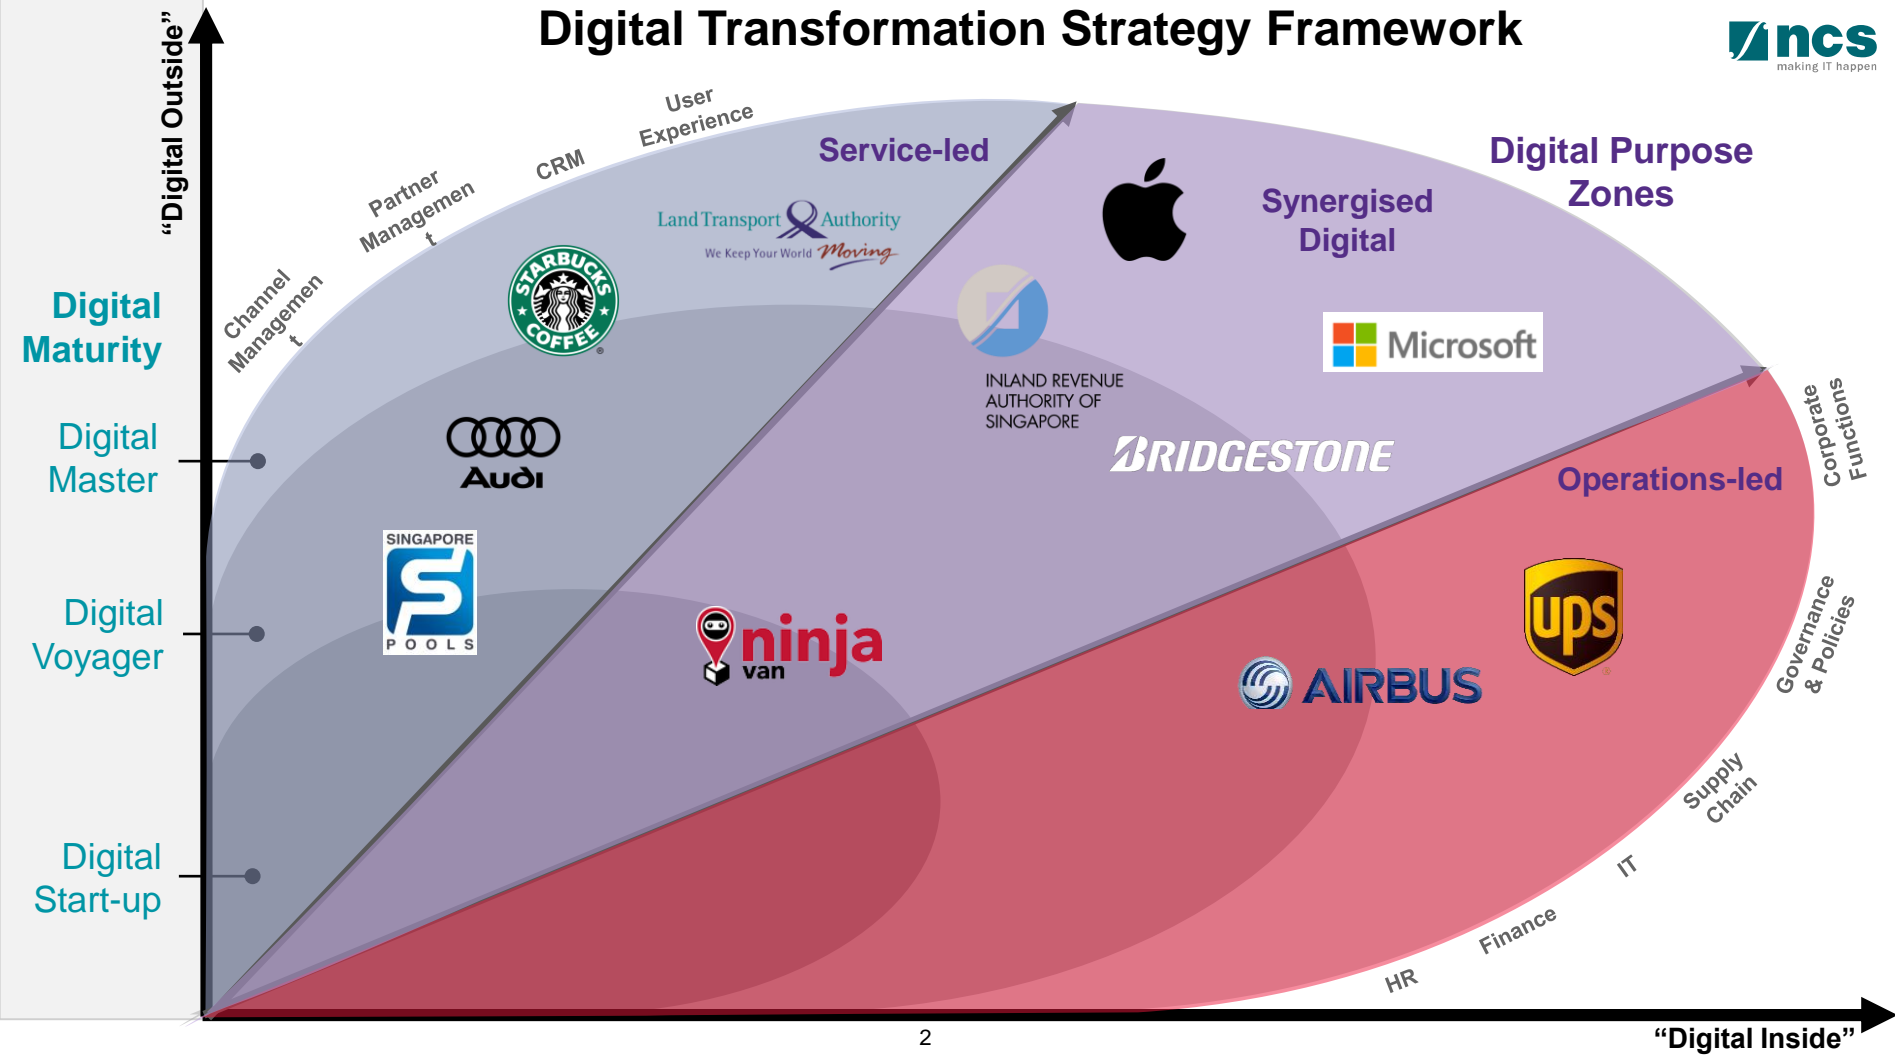 Digital Transformation Strategy Framework
ncs
making IT happen
“Digital Outside”
User
Experience
CRM
Partner
Managemen
t
Channel
Managemen
t
Service-led
Digital Purpose
Zones
Synergised
Digital
Land Transport Authority
We Keep Your World Moving
STARBUCKS
COFFEE
®
Digital
Maturity
INLAND REVENUE
AUTHORITY OF
SINGAPORE
Microsoft
BRIDGESTONE
Audi
Digital
Master
Operations-led
Corporate
Functions
SINGAPORE
POOLS
Digital
Voyager
ninja
van
AIRBUS
ups
Governance
& Policies
Supply
Chain
IT
Finance
HR
Digital
Start-up
2
“Digital Inside”